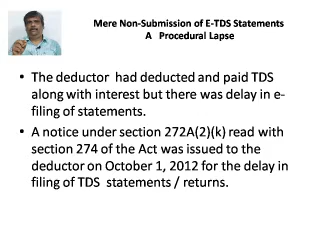 Mere Non-Submission of E-TDS Statements
A Procedural Lapse
• The deductor had deducted and paid TDS
along with interest but there was delay in e-
filing of statements.
• A notice under section 272A(2)(k) read with
section 274 of the Act was issued to the
deductor on October 1, 2012 for the delay in
filing of TDS statements / returns.